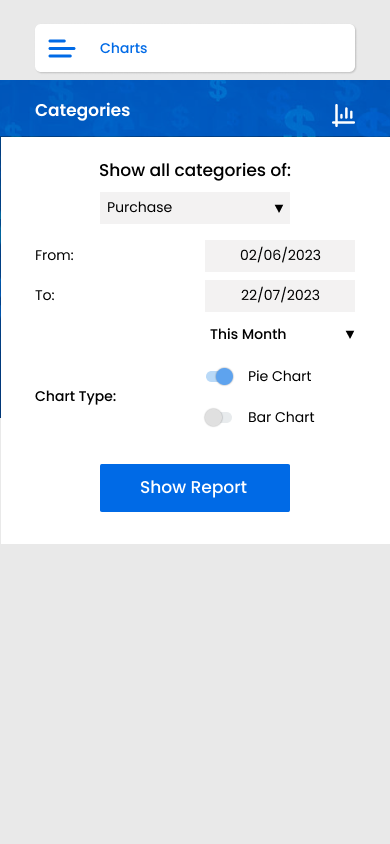 Charts
Categories
Show all categories of:
Purchase
From:
02/06/2023
To:
22/07/2023
This Month
Chart Type:
Pie Chart
Bar Chart
Show Report